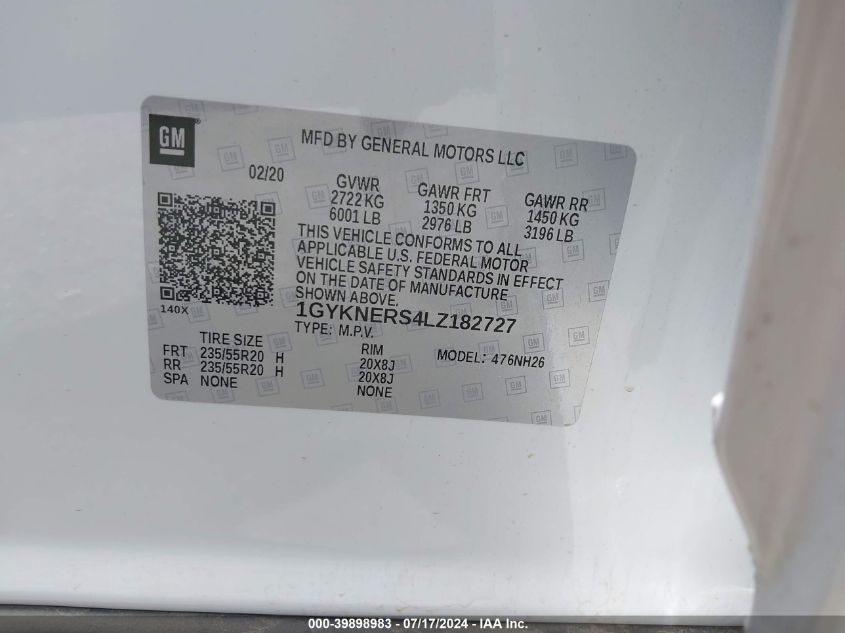 GM
MFD BY GENERAL MOTORS LLC
02/20
GVWR
2722 KG
6001 LB
GAWR FRT
1350 KG
2976 LB
GAWR RR
1450 KG
3196 LB
THIS VEHICLE CONFORMS TO ALL
APPLICABLE U.S. FEDERAL MOTOR
VEHICLE SAFETY STANDARDS IN EFFECT
ON THE DATE OF MANUFACTURE
SHOWN ABOVE.
140X
1GYKNERS4LZ182727
TYPE: M.P.V.
MODEL: 476NH26
TIRE SIZE RIM
FRT 235/55R20 H 20X8J
RR 235/55R20 H 20X8J
SPA NONE NONE
000-39898983 / 07/17/2024 - IAA Inc.